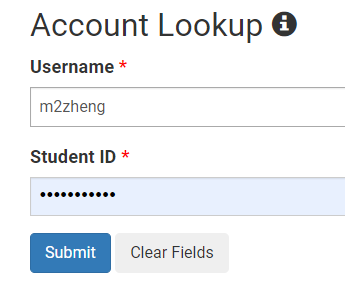 Account Lookup
Username *
m2zheng
Student ID *
•••••••••••
Submit Clear Fields